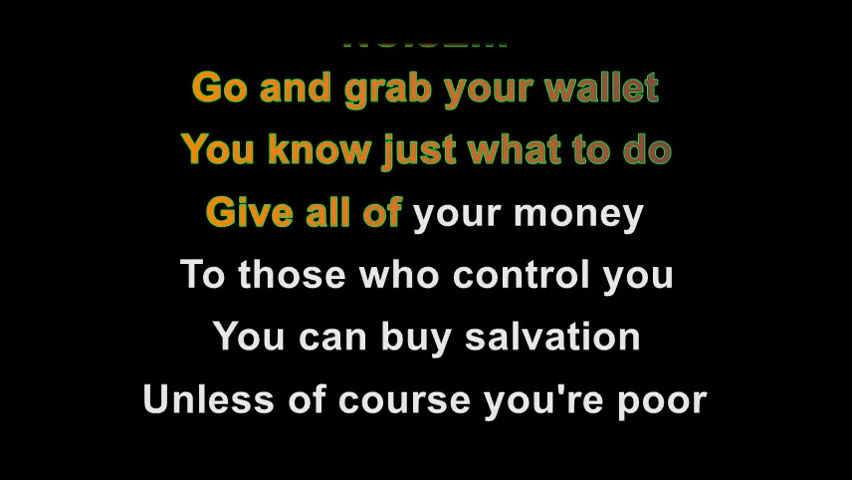 Go and grab your wallet
You know just what to do
Give all of your money
To those who control you
You can buy salvation
Unless of course you're poor